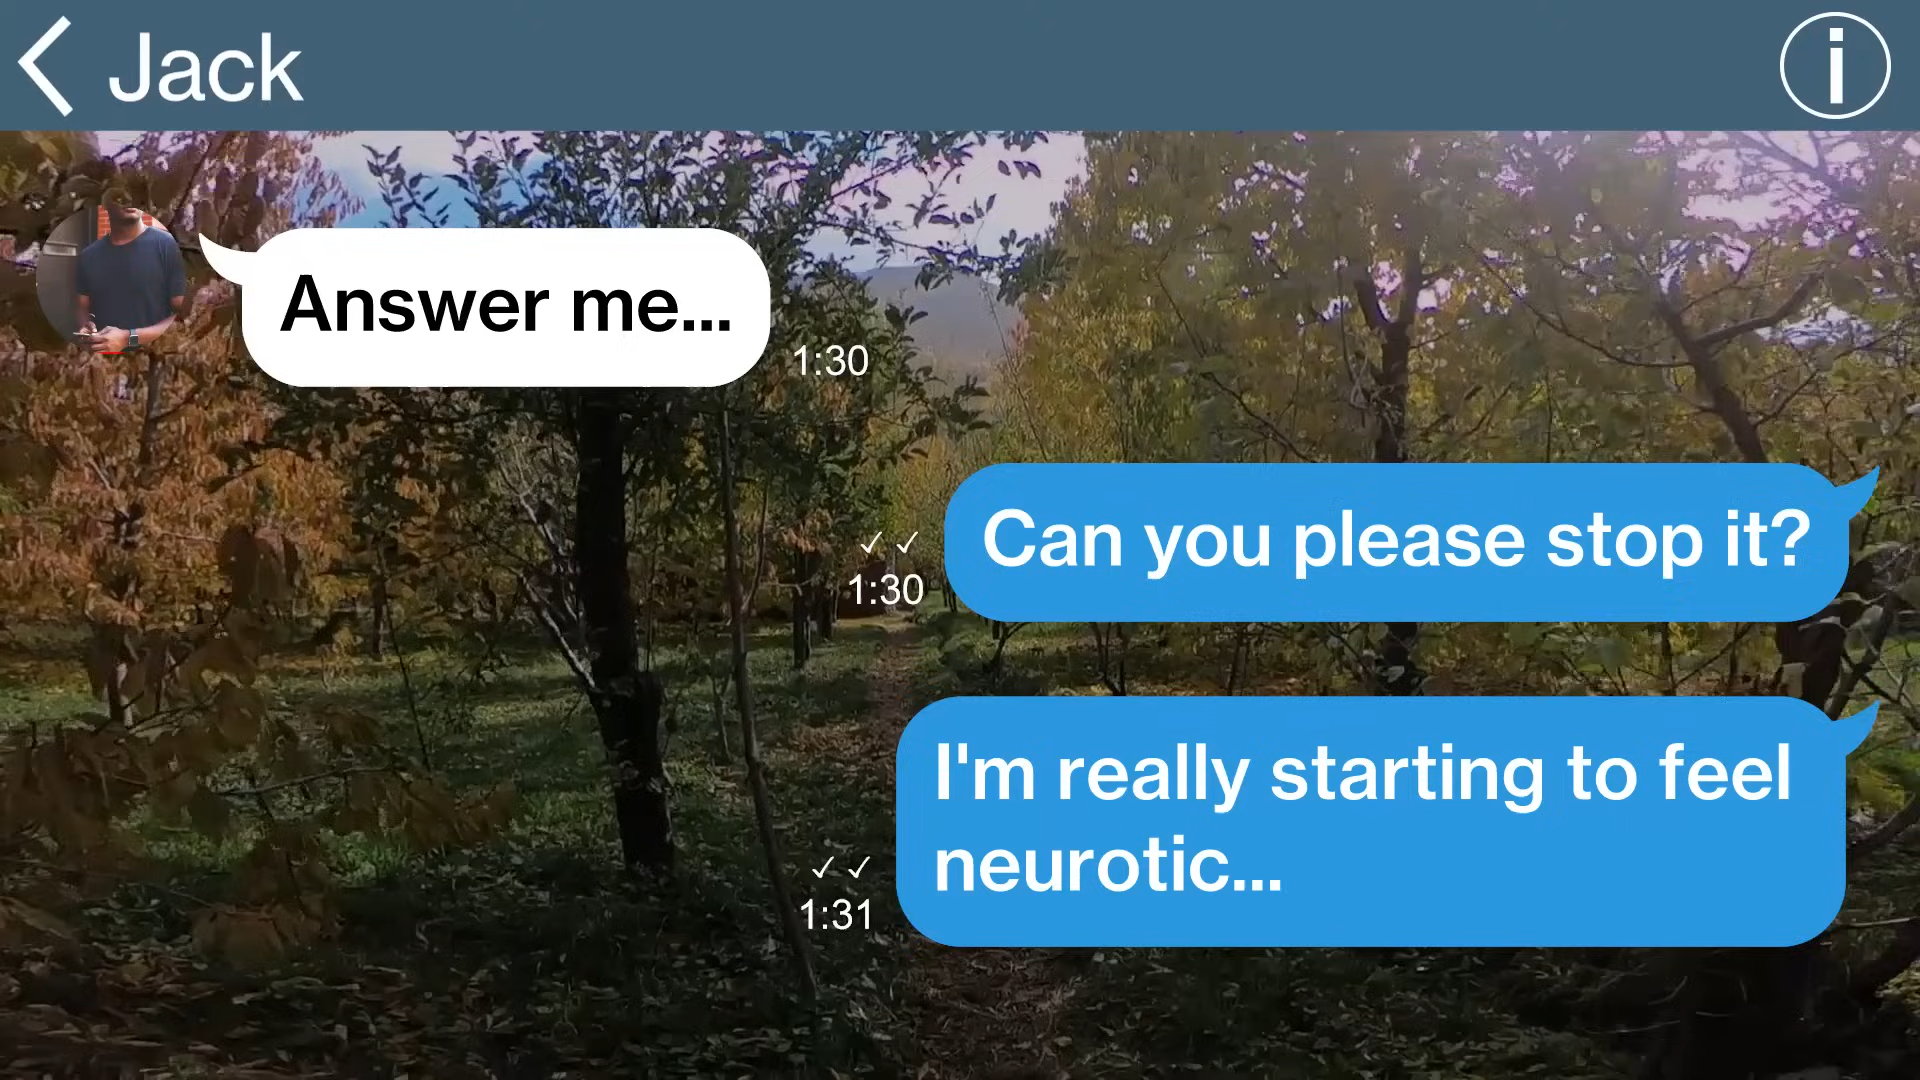 Jack
Answer me...
1:30
Can you please stop it?
✓✓
1:30
I'm really starting to feel
neurotic...
✓✓
1:31